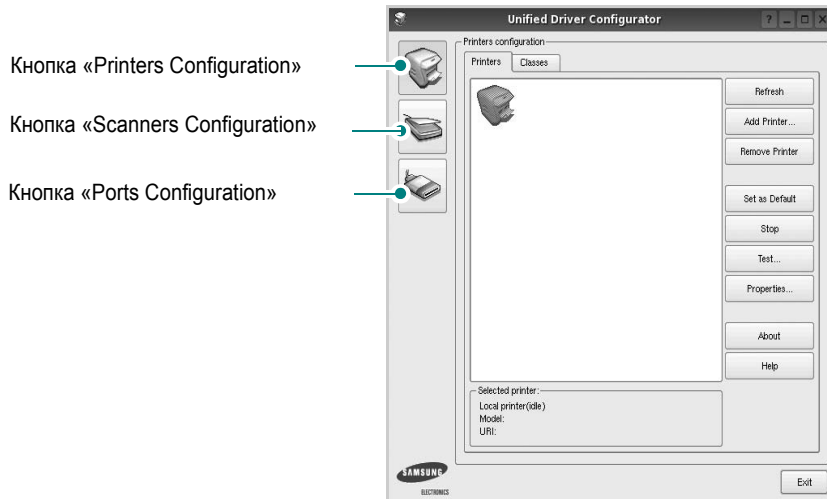 Unified Driver Configurator
Кнопка «Printers Configuration»
Кнопка «Scanners Configuration»
Кнопка «Ports Configuration»
Printers configuration
Printers
Classes
Refresh
Add Printer...
Remove Printer
Set as Default
Stop
Test...
Properties...
About
Help
Selected printer:
Local printer(idle)
Model:
URI:
SAMSUNG
ELECTRONICS
Exit